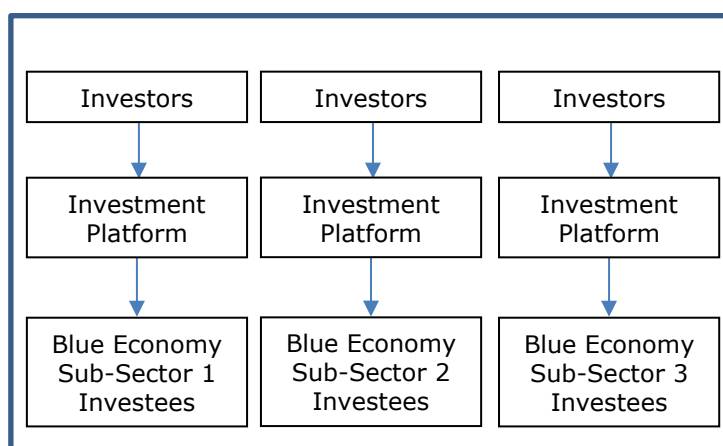 Investors
Investors
Investors
Investment
Platform
Investment
Platform
Investment
Platform
Blue Economy
Sub-Sector 1
Investees
Blue Economy
Sub-Sector 2
Investees
Blue Economy
Sub-Sector 3
Investees